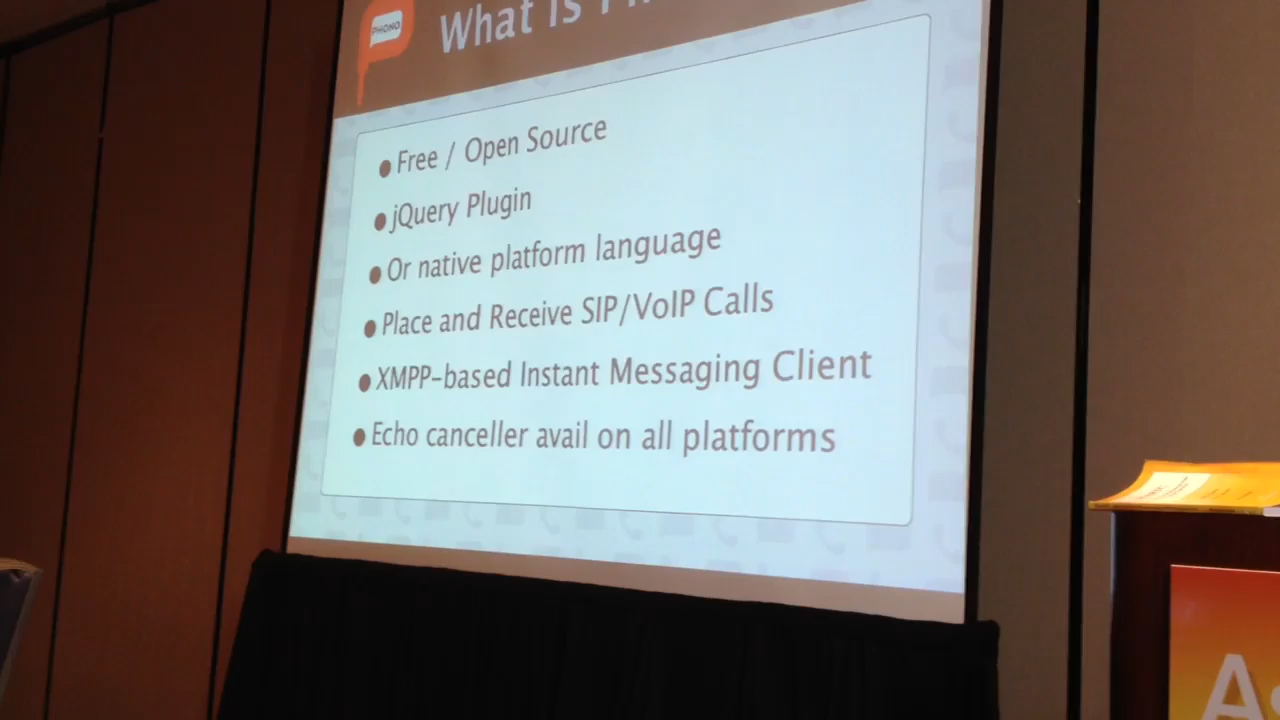 PHONO
What is
Free / Open Source
jQuery Plugin
Or native platform language
Place and Receive SIP/VoIP Calls
XMPP-based Instant Messaging Client
Echo canceller avail on all platforms